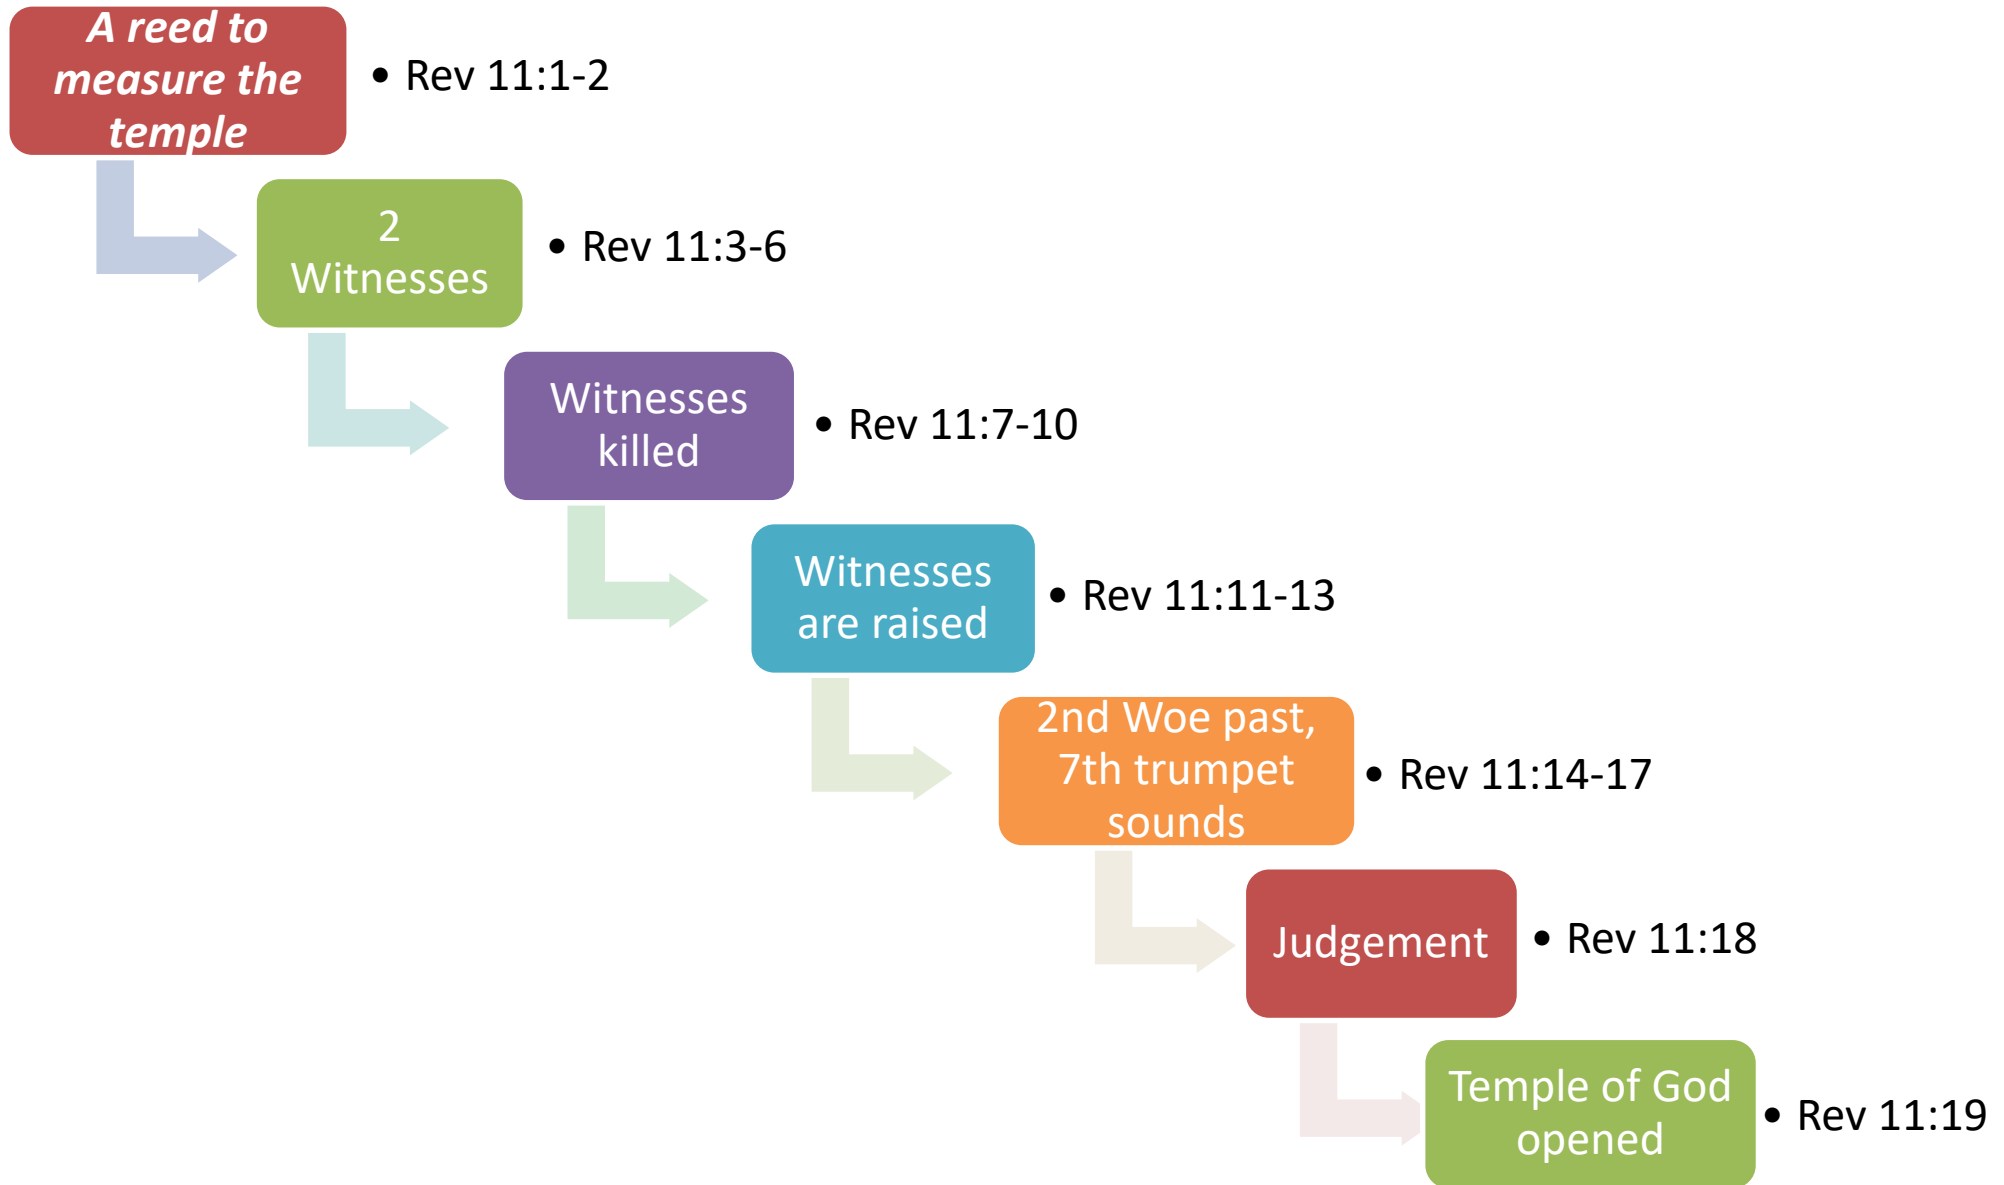 A reed to
measure the
temple
• Rev 11:1-2
2
Witnesses
• Rev 11:3-6
Witnesses
killed
• Rev 11:7-10
Witnesses
are raised
• Rev 11:11-13
2nd Woe past,
7th trumpet
sounds
• Rev 11:14-17
Judgement
• Rev 11:18
Temple of God
opened
• Rev 11:19